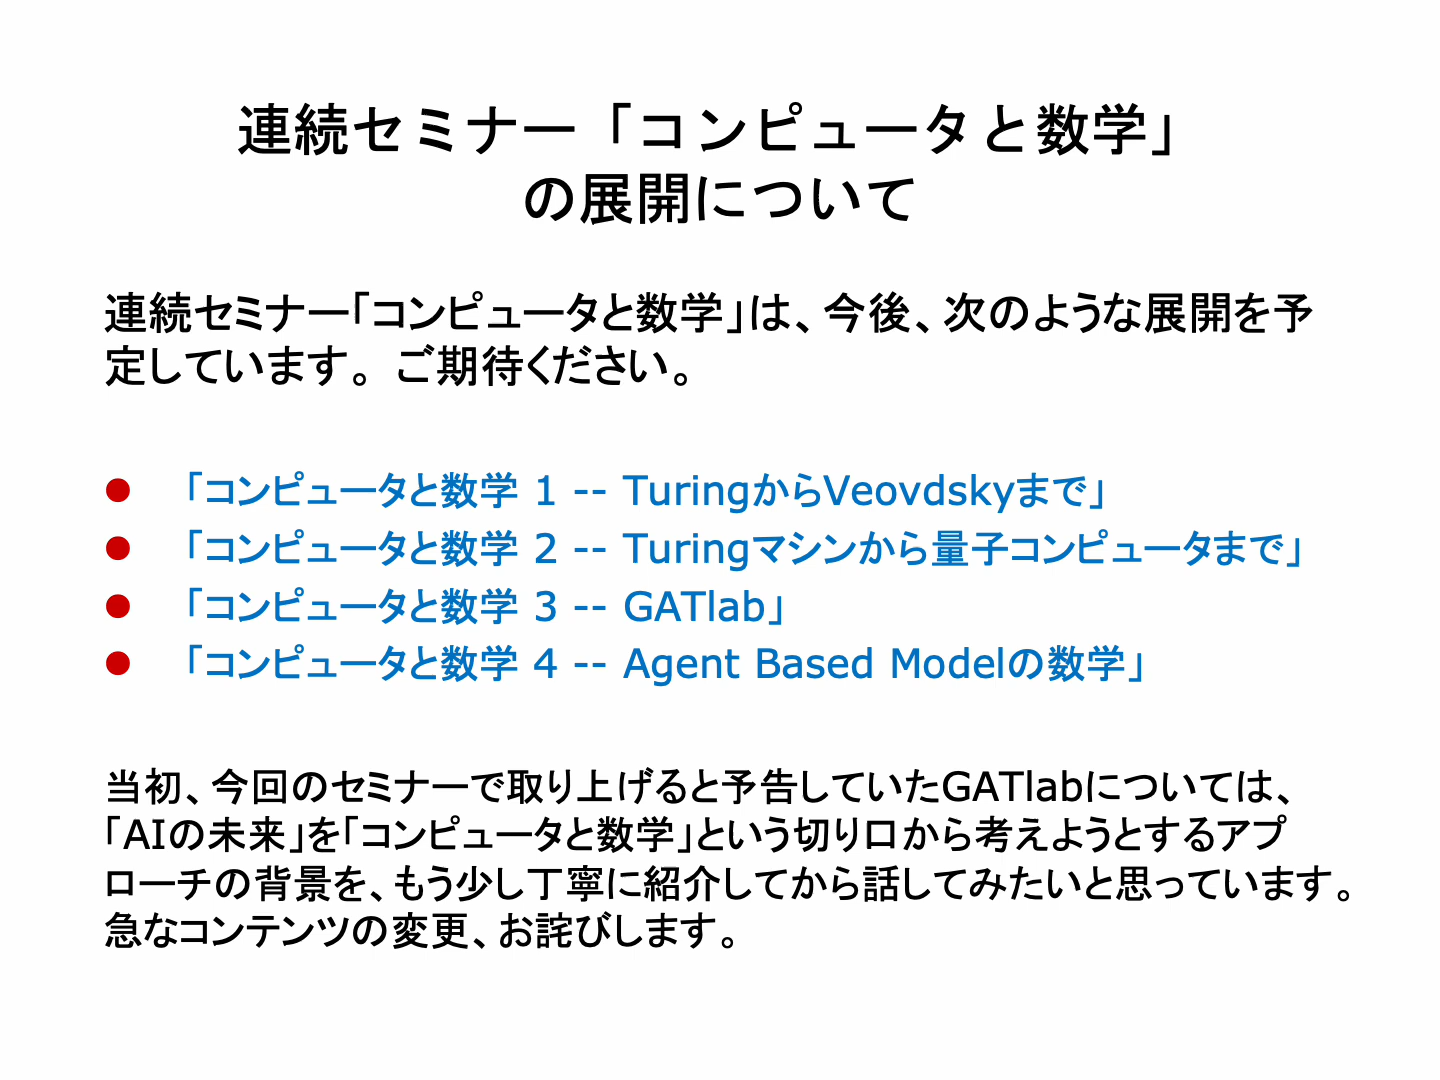 連続セミナー「コンピュータと数学」
の展開について
連続セミナー「コンピュータと数学」は、今後、次のような展開を予
定しています。ご期待ください。
● 「コンピュータと数学 1 -- TuringからVeovdskyまで」
● 「コンピュータと数学 2 -- Turingマシンから量子コンピュータまで」
● 「コンピュータと数学 3 -- GATlab」
● 「コンピュータと数学 4 -- Agent Based Modelの数学」
当初、今回のセミナーで取り上げると予告していたGATlabについては、
「AIの未来」を「コンピュータと数学」という切り口から考えようとするアプ
ローチの背景を、もう少し丁寧に紹介してから話してみたいと思っています。
急なコンテンツの変更、お詫びします。